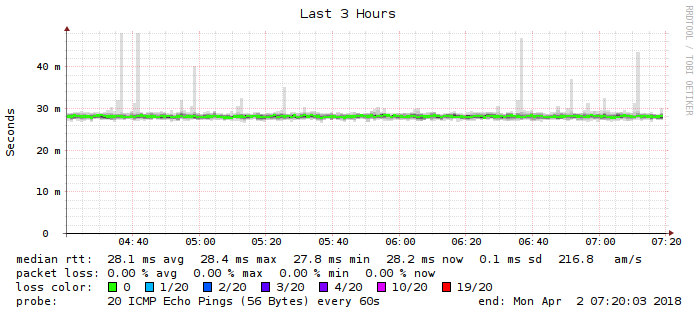 Last 3 Hours
RRDTOOL / TOBI OETIKER
Seconds
40 m
30 m
20 m
10 m
0
04:40 05:00 05:20 05:40 06:00 06:20 06:40 07:00 07:20
median rtt: 28.1 ms avg 28.4 ms max 27.8 ms min 28.2 ms now 0.1 ms sd 216.8 am/s
packet loss: 0.00 % avg 0.00 % max 0.00 % min 0.00 % now
loss color: 0 1/20 2/20 3/20 4/20 10/20 19/20
probe: 20 ICMP Echo Pings (56 Bytes) every 60s end: Mon Apr 2 07:20:03 2018